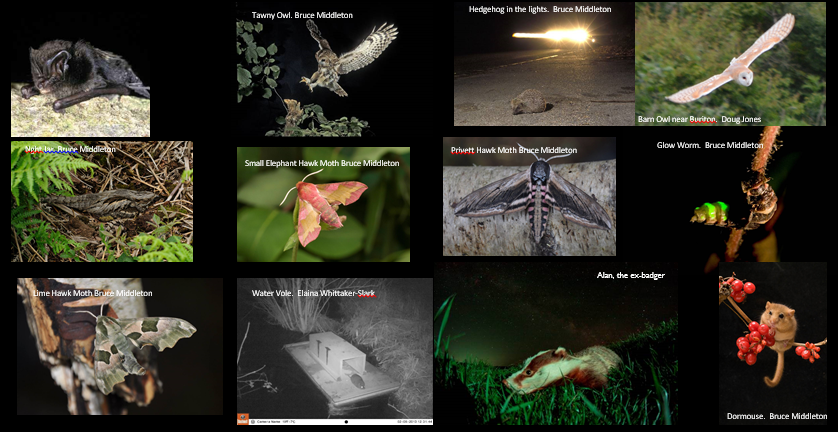 Tawny Owl. Bruce Middleton
Hedgehog in the lights. Bruce Middleton
Barn Owl near Buriton. Doug Jones
Nightjar. Bruce Middleton
Small Elephant Hawk Moth Bruce Middleton
Privett Hawk Moth Bruce Middleton
Glow Worm. Bruce Middleton
Lime Hawk Moth Bruce Middleton
Water Vole. Elaina Whittaker-Slark
Alan, the ex-badger
Dormouse. Bruce Middleton